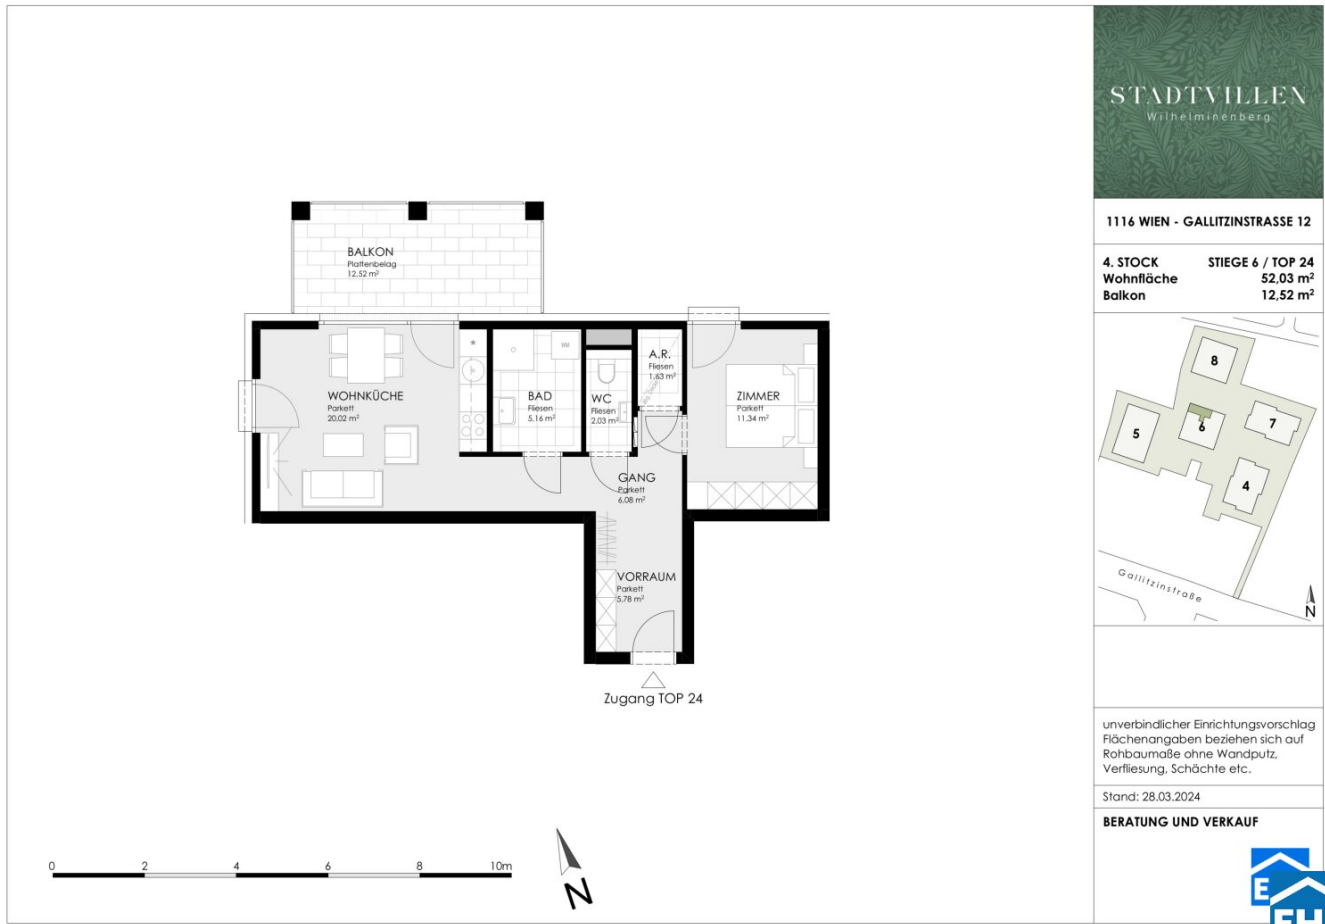 BALKON
Plattenbelag
12.52 m²
WOHNKÜCHE
Parkett
20,02 m²
BAD
Fliesen
5.16 m²
WM
WC
Fliesen
2.03 m²
A.R.
Fliesen
1.63 m²
ZIMMER
Parkett
11.34 m²
GANG
Parkett
6.08 m²
VORRAUM
Parkett
5.78 m²
Zugang TOP 24
0 2 4 6 8 10m
N
STADTVILLEN
Wilhelminenberg
1116 WIEN - GALLITZINSTRASSE 12
4. STOCK STIEGE 6 / TOP 24
Wohnfläche 52,03 m²
Balkon 12,52 m²
8
5
6
7
4
Gallitzinstraße
N
unverbindlicher Einrichtungsvorschlag
Flächenangaben beziehen sich auf
Rohbaumaße ohne Wandputz,
Verfliesung, Schächte etc.
Stand: 28.03.2024
BERATUNG UND VERKAUF
E
EH